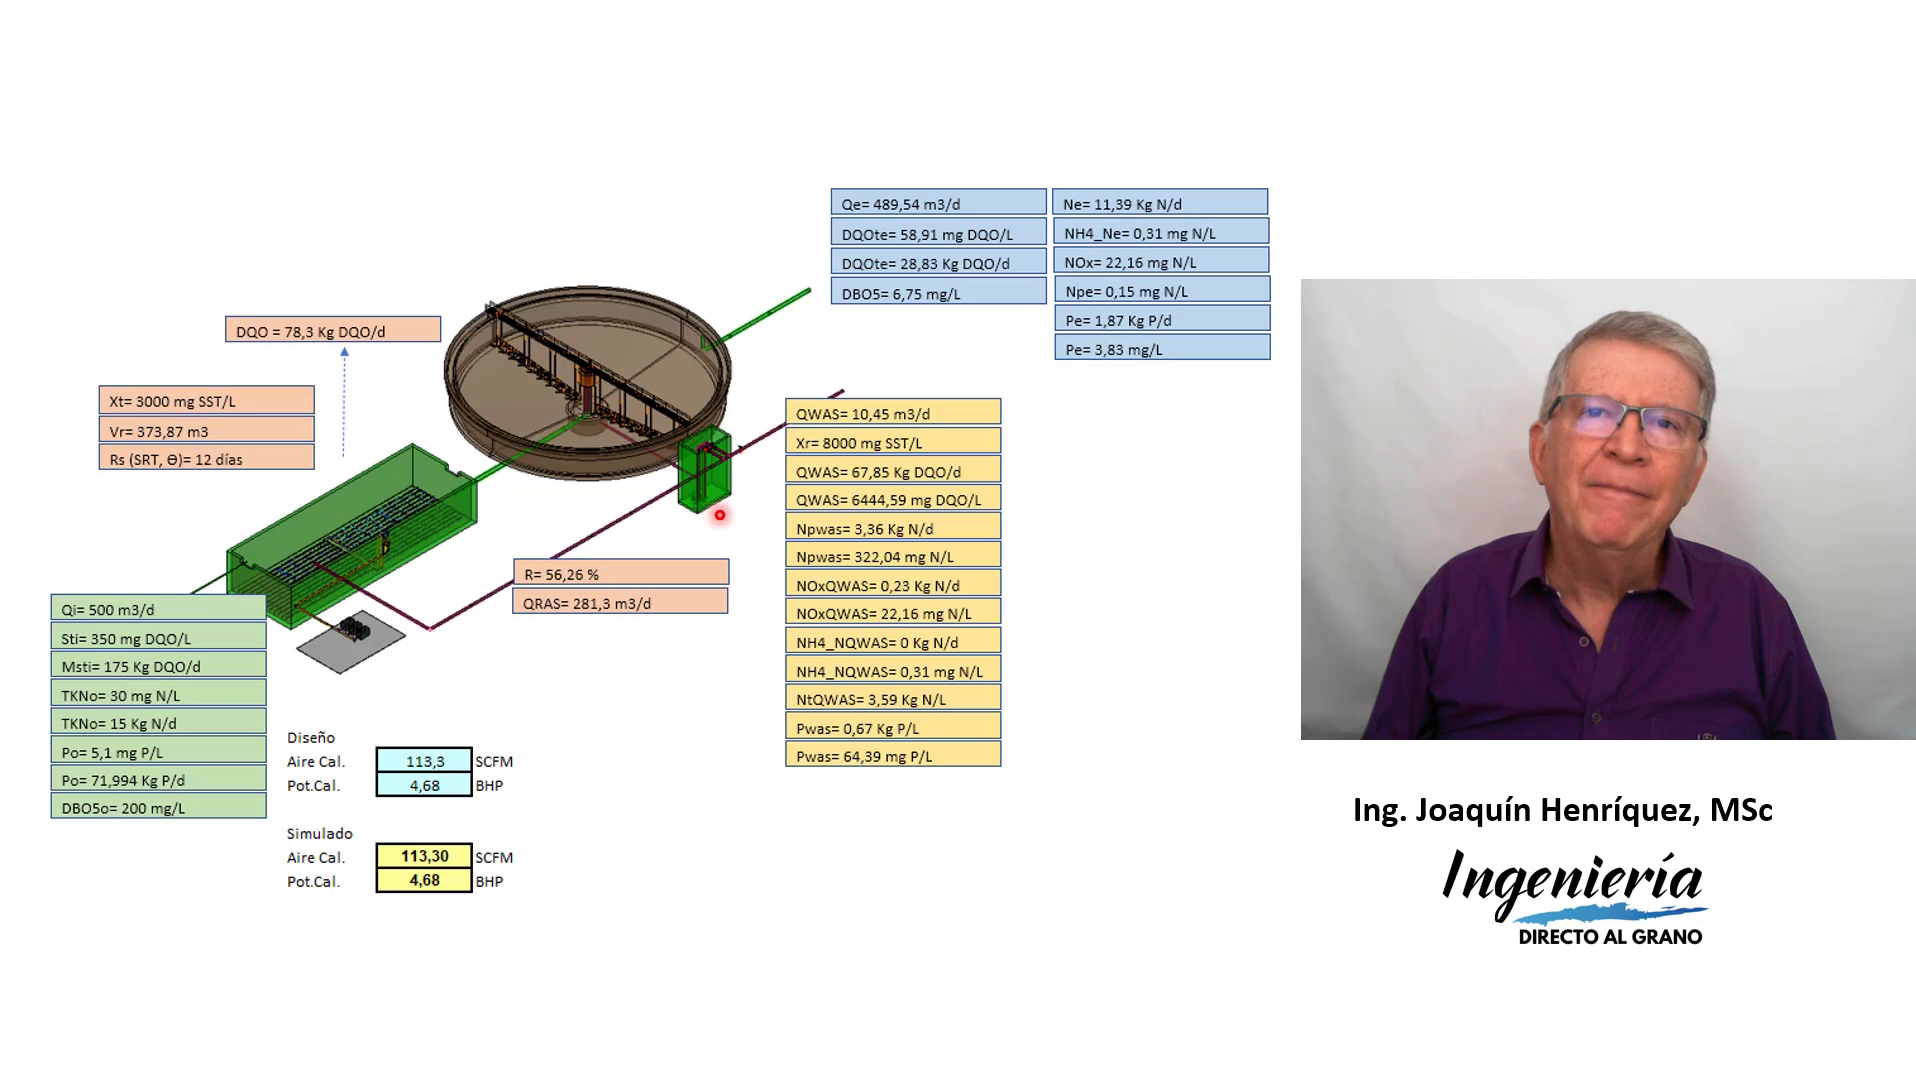 Qe= 489,54 m3/d
DQOte= 58,91 mg DQO/L
DQOte= 28,83 Kg DQO/d
DBO5= 6,75 mg/L
Ne= 11,39 Kg N/d
NH4_Ne= 0,31 mg N/L
NOx= 22,16 mg N/L
Npe= 0,15 mg N/L
Pe= 1,87 Kg P/d
Pe= 3,83 mg/L
DQO = 78,3 Kg DQO/d
Xt= 3000 mg SST/L
Vr= 373,87 m3
Rs (SRT, Ө)= 12 días
QWAS= 10,45 m3/d
Xr= 8000 mg SST/L
QWAS= 67,85 Kg DQO/d
QWAS= 6444,59 mg DQO/L
Npwas= 3,36 Kg N/d
Npwas= 322,04 mg N/L
NOxQWAS= 0,23 Kg N/d
NOxQWAS= 22,16 mg N/L
NH4_NQWAS= 0 Kg N/d
NH4_NQWAS= 0,31 mg N/L
NtQWAS= 3,59 Kg N/L
Pwas= 0,67 Kg P/L
Pwas= 64,39 mg P/L
R= 56,26 %
QRAS= 281,3 m3/d
Qi= 500 m3/d
Sti= 350 mg DQO/L
Msti= 175 Kg DQO/d
TKNo= 30 mg N/L
TKNo= 15 Kg N/d
Po= 5,1 mg P/L
Po= 71,994 Kg P/d
DBO5o= 200 mg/L
Diseño
Aire Cal. 113,3 SCFM
Pot.Cal. 4,68 BHP
Simulado
Aire Cal. 113,30 SCFM
Pot.Cal. 4,68 BHP
Ing. Joaquín Henríquez, MSc
Ingeniería
DIRECTO AL GRANO